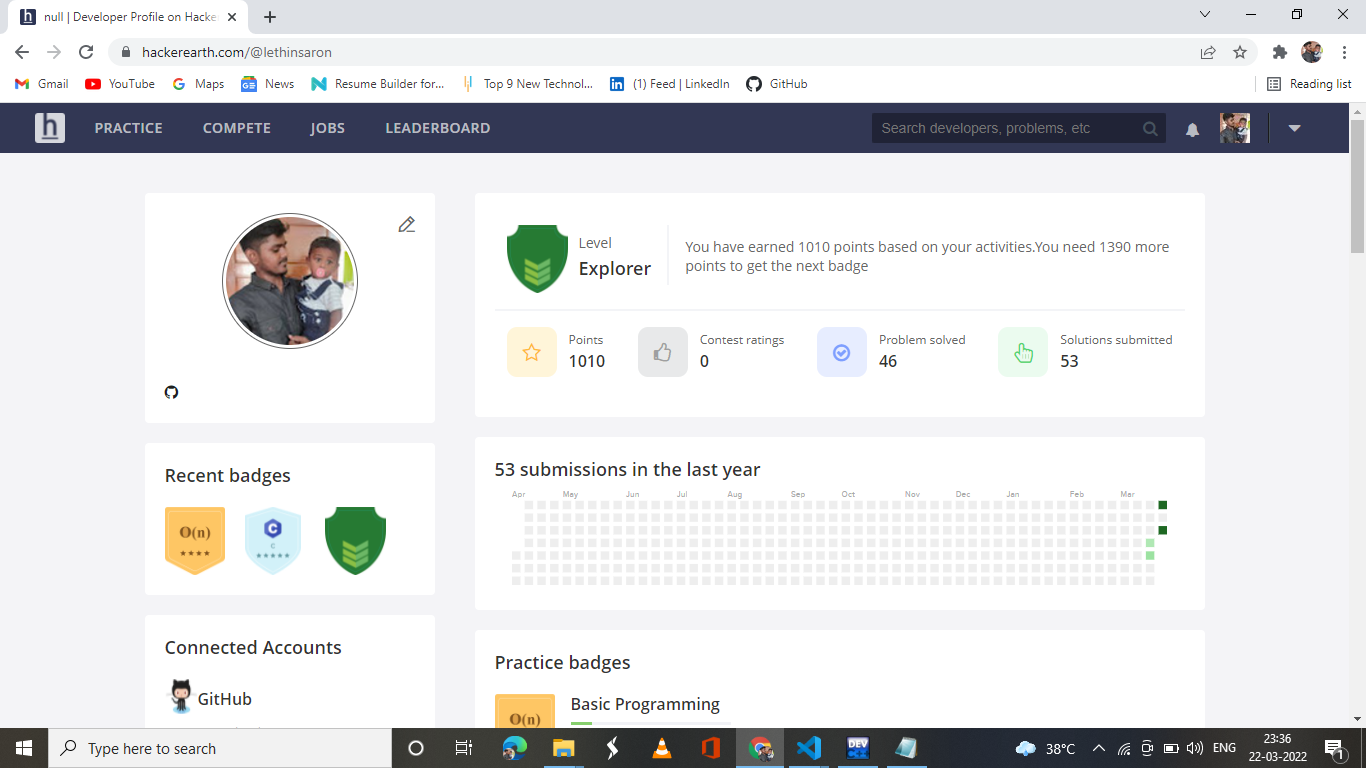 null | Developer Profile on Hacke
hackerearth.com/@lethinsaron
Gmail
YouTube
Maps
News
Resume Builder for...
Top 9 New Technol...
(1) Feed | LinkedIn
GitHub
Reading list
h
PRACTICE
COMPETE
JOBS
LEADERBOARD
Search developers, problems, etc
Level
Explorer
You have earned 1010 points based on your activities.You need 1390 more
points to get the next badge
Points
1010
Contest ratings
0
Problem solved
46
Solutions submitted
53
Recent badges
O(n)
C
C
53 submissions in the last year
Apr May Jun Jul Aug Sep Oct Nov Dec Jan Feb Mar
Connected Accounts
GitHub
Practice badges
O(n)
Basic Programming
Type here to search
DEV
38°C
ENG
23:36
22-03-2022
1